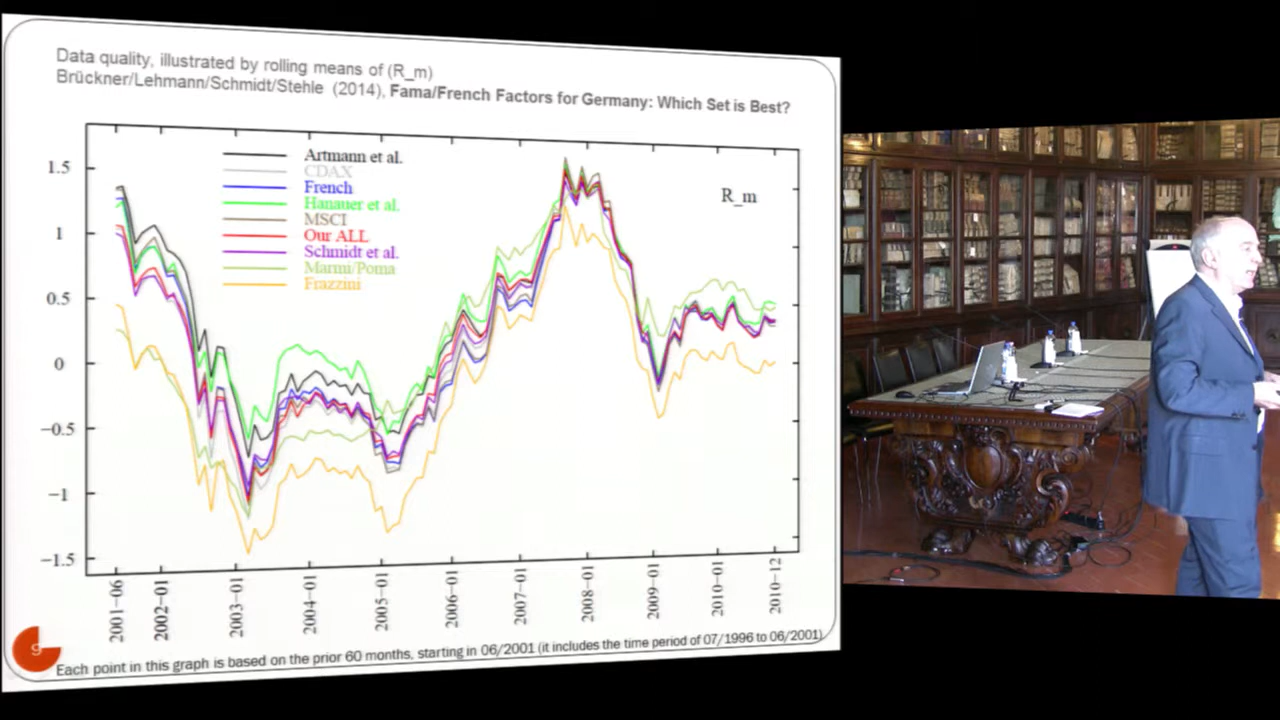 Data quality, illustrated by rolling means of (R_m)
Brückner/Lehmann/Schmidt/Stehle (2014), Fama/French Factors for Germany: Which Set is Best?
1.5
1
0.5
0
−0.5
−1
−1.5
Artmann et al.
CDAX
French
Hanauer et al.
MSCI
Our ALL
Schmidt et al.
Marmi/Poma
Frazzini
R_m
2001−06
2002−01
2003−01
2004−01
2005−01
2006−01
2007−01
2008−01
2009−01
2010−01
2010−12
9
Each point in this graph is based on the prior 60 months, starting in 06/2001 (it includes the time period of 07/1996 to 06/2001)